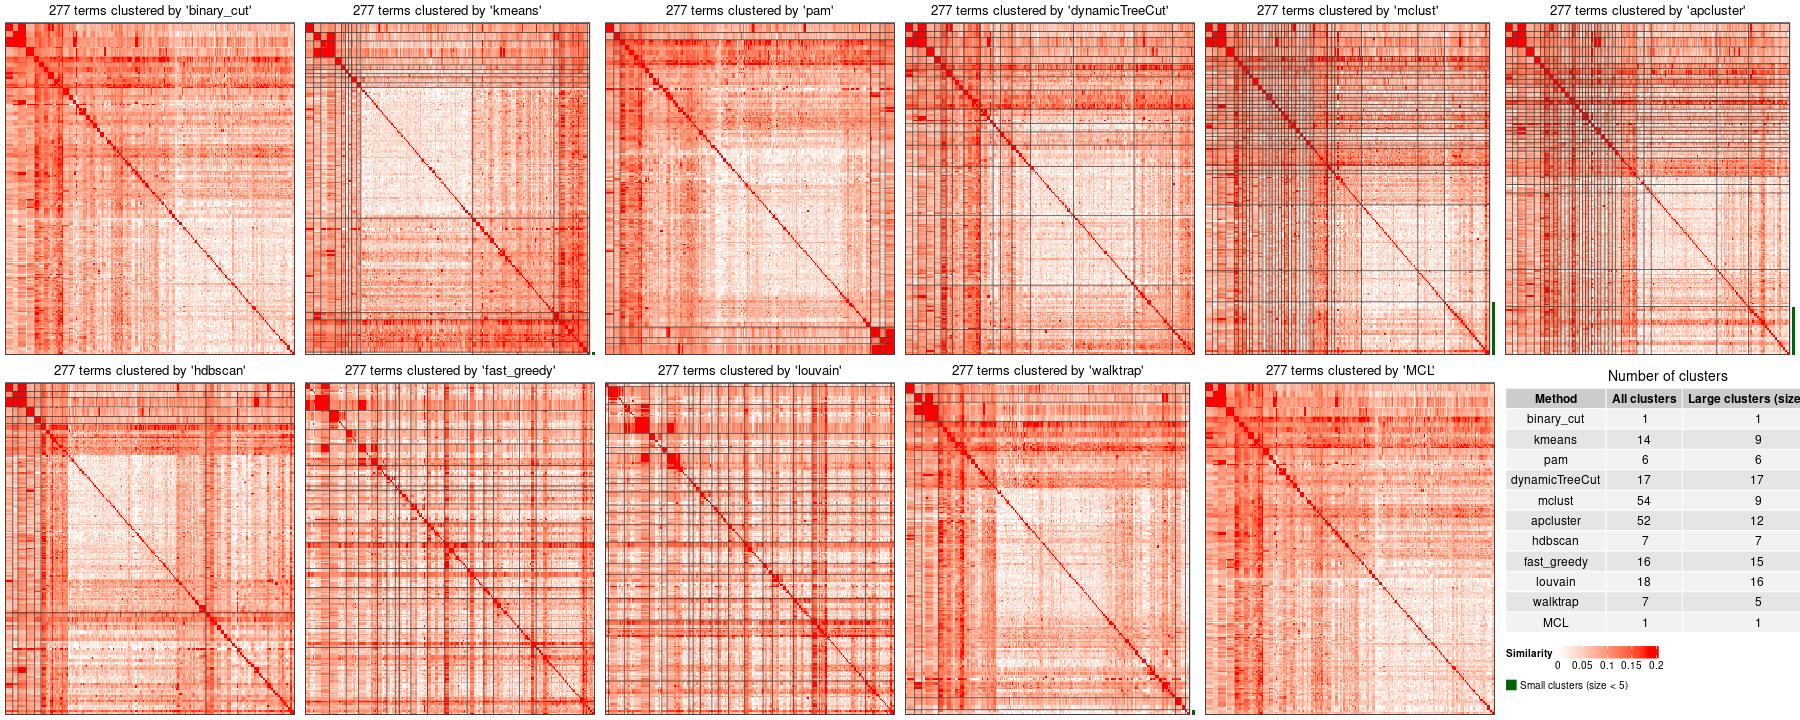 277 terms clustered by 'binary_cut'
277 terms clustered by 'kmeans'
277 terms clustered by 'pam'
277 terms clustered by 'dynamicTreeCut'
277 terms clustered by 'mclust'
277 terms clustered by 'apcluster'
277 terms clustered by 'hdbscan'
277 terms clustered by 'fast_greedy'
277 terms clustered by 'louvain'
277 terms clustered by 'walktrap'
277 terms clustered by 'MCL'
Number of clusters
Method All clusters Large clusters (size
binary_cut 1 1
kmeans 14 9
pam 6 6
dynamicTreeCut 17 17
mclust 54 9
apcluster 52 12
hdbscan 7 7
fast_greedy 16 15
louvain 18 16
walktrap 7 5
MCL 1 1
Similarity
0 0.05 0.1 0.15 0.2
Small clusters (size < 5)